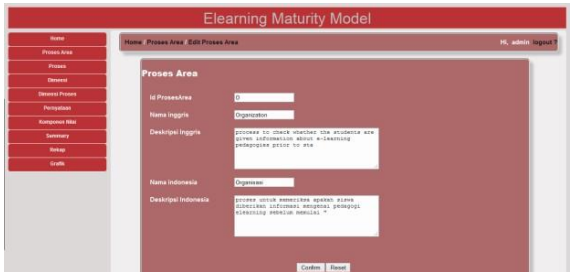 Elearning Maturity Model
Home
Proses Area
Proses
Dimensi
Dimensi Proses
Pernyataan
Komponen Nilai
Summary
Rekap
Grafik
Home / Proses Area / Edit Proses Area
Hi, admin logout ?
Proses Area
Id ProsesArea O
Nama Inggris Organization
Deskripsi Inggris
process to check whether the students are
given information about e-learning
pedagogies prior to sta
Nama Indonesia Organisasi
Deskripsi Indonesia
proses untuk memeriksa apakah siswa
diberikan informasi mengenai pedagogi
elearning sebelum memulai "
Confirm Reset